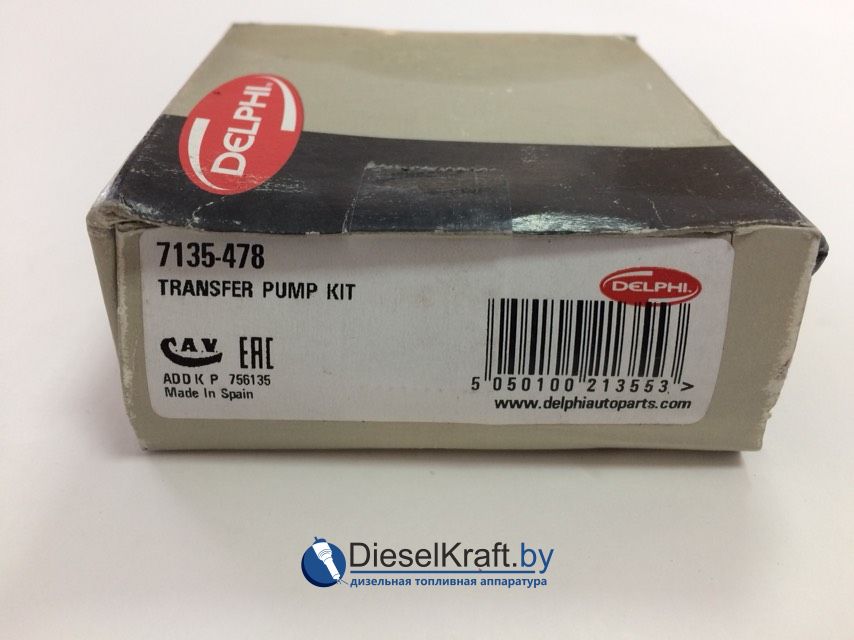 DELPHI
7135-478
TRANSFER PUMP KIT
DELPHI
C.A.V. EAC
ADD K P 756135
Made In Spain
5 050100 213553 >
www.delphiautoparts.com
DieselKraft.by
дизельная топливная аппаратура